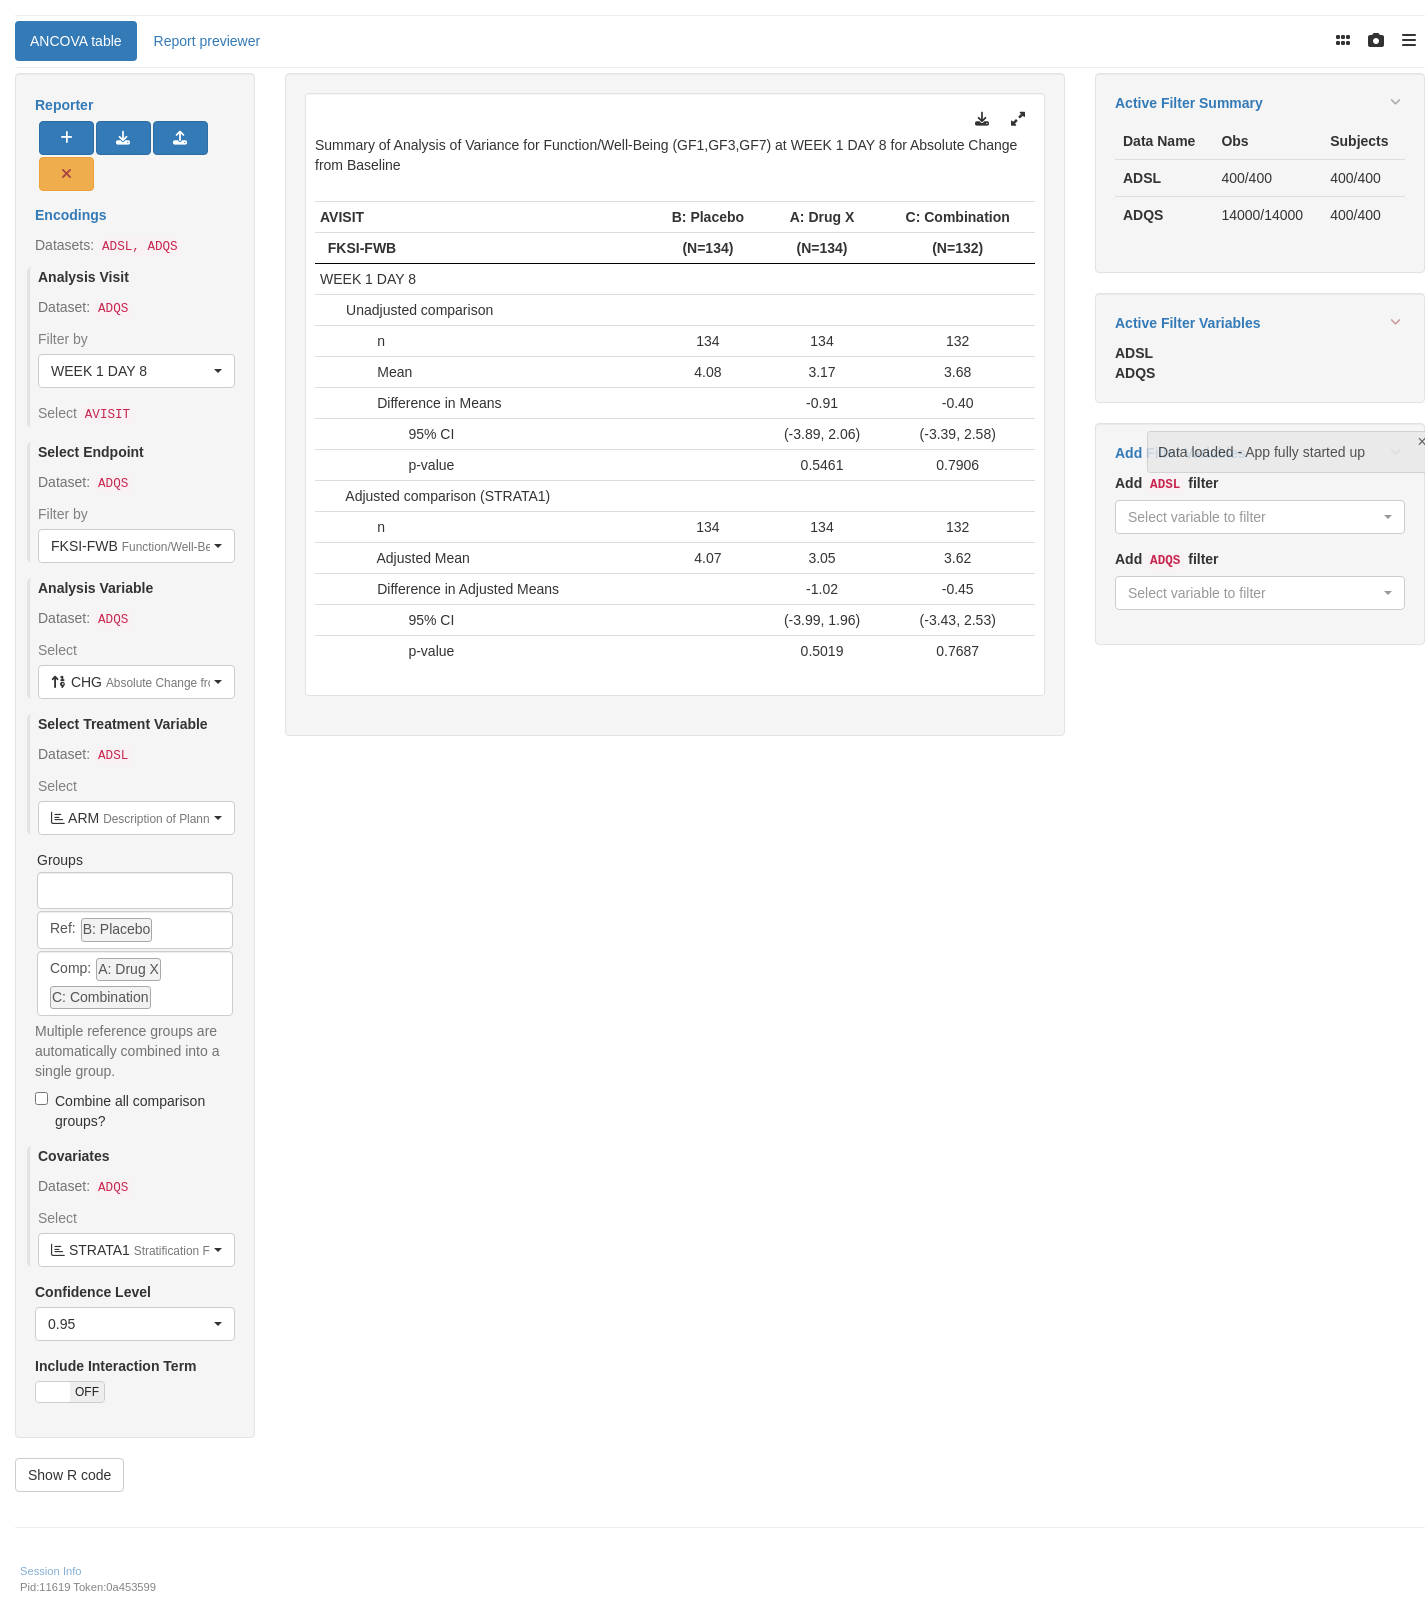 ANCOVA table
Report previewer
Reporter
Encodings
Datasets: ADSL, ADQS
Analysis Visit
Dataset: ADQS
Filter by
WEEK 1 DAY 8
Select AVISIT
Select Endpoint
Dataset: ADQS
Filter by
FKSI-FWB Function/Well-Be
Analysis Variable
Dataset: ADQS
Select
CHG Absolute Change fro
Select Treatment Variable
Dataset: ADSL
Select
ARM Description of Plann
Groups
Ref: B: Placebo
Comp: A: Drug X
C: Combination
Multiple reference groups are
automatically combined into a
single group.
Combine all comparison
groups?
Covariates
Dataset: ADQS
Select
STRATA1 Stratification F
Confidence Level
0.95
Include Interaction Term
OFF
Show R code
Summary of Analysis of Variance for Function/Well-Being (GF1,GF3,GF7) at WEEK 1 DAY 8 for Absolute Change
from Baseline
AVISIT B: Placebo A: Drug X C: Combination
FKSI-FWB (N=134) (N=134) (N=132)
WEEK 1 DAY 8
Unadjusted comparison
n 134 134 132
Mean 4.08 3.17 3.68
Difference in Means -0.91 -0.40
95% CI (-3.89, 2.06) (-3.39, 2.58)
p-value 0.5461 0.7906
Adjusted comparison (STRATA1)
n 134 134 132
Adjusted Mean 4.07 3.05 3.62
Difference in Adjusted Means -1.02 -0.45
95% CI (-3.99, 1.96) (-3.43, 2.53)
p-value 0.5019 0.7687
Active Filter Summary
Data Name Obs Subjects
ADSL 400/400 400/400
ADQS 14000/14000 400/400
Active Filter Variables
ADSL
ADQS
Add
Data loaded - App fully started up
×
Add ADSL filter
Select variable to filter
Add ADQS filter
Select variable to filter
Session Info
Pid:11619 Token:0a453599